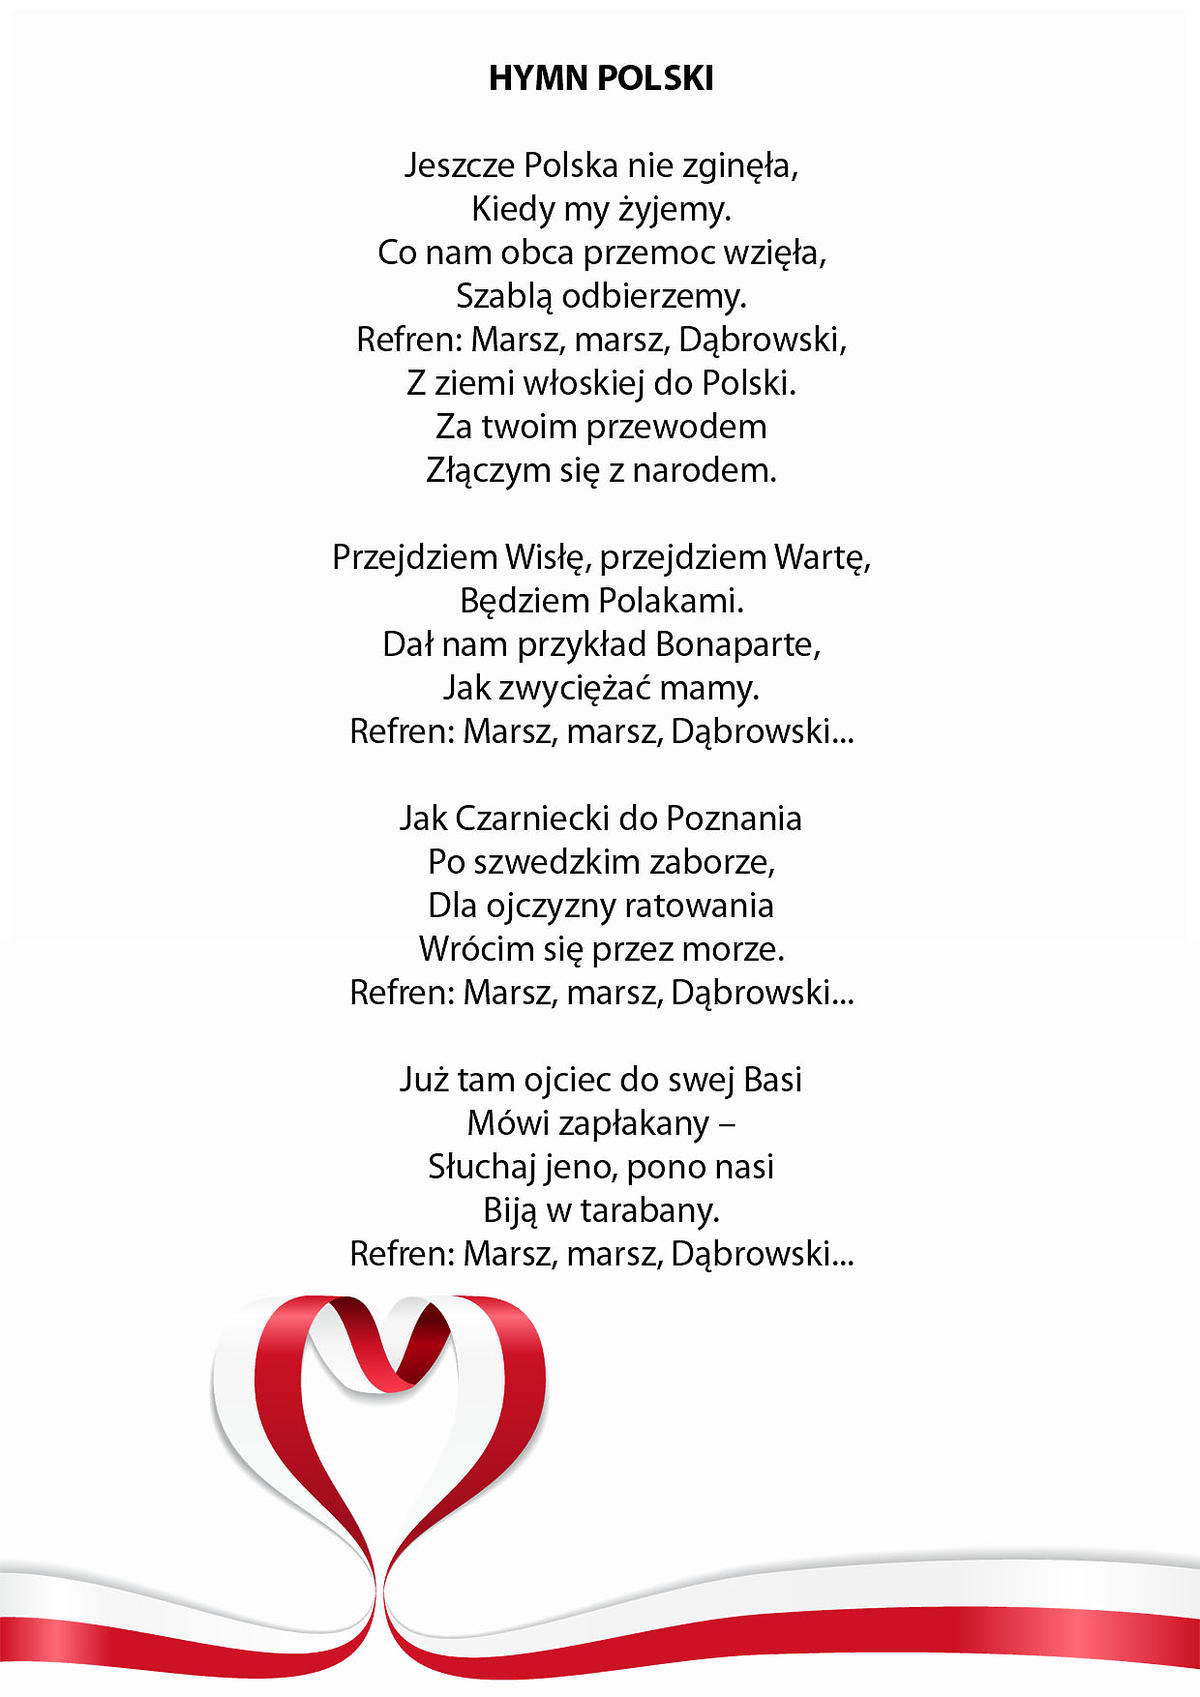 HYMN POLSKI
Jeszcze Polska nie zginęła,
Kiedy my żyjemy.
Co nam obca przemoc wzięła,
Szablą odbierzemy.
Refren: Marsz, marsz, Dąbrowski,
Z ziemi włoskiej do Polski.
Za twoim przewodem
Złączym się z narodem.
Przejdziem Wisłę, przejdziem Wartę,
Będziem Polakami.
Dał nam przykład Bonaparte,
Jak zwyciężać mamy.
Refren: Marsz, marsz, Dąbrowski...
Jak Czarniecki do Poznania
Po szwedzkim zaborze,
Dla ojczyzny ratowania
Wrócim się przez morze.
Refren: Marsz, marsz, Dąbrowski...
Już tam ojciec do swej Basi
Mówi zapłakany –
Słuchaj jeno, pono nasi
Biją w tarabany.
Refren: Marsz, marsz, Dąbrowski...